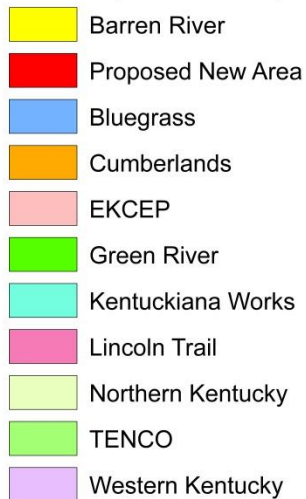 Barren River
Proposed New Area
Bluegrass
Cumberlands
EKCEP
Green River
Kentuckiana Works
Lincoln Trail
Northern Kentucky
TENCO
Western Kentucky